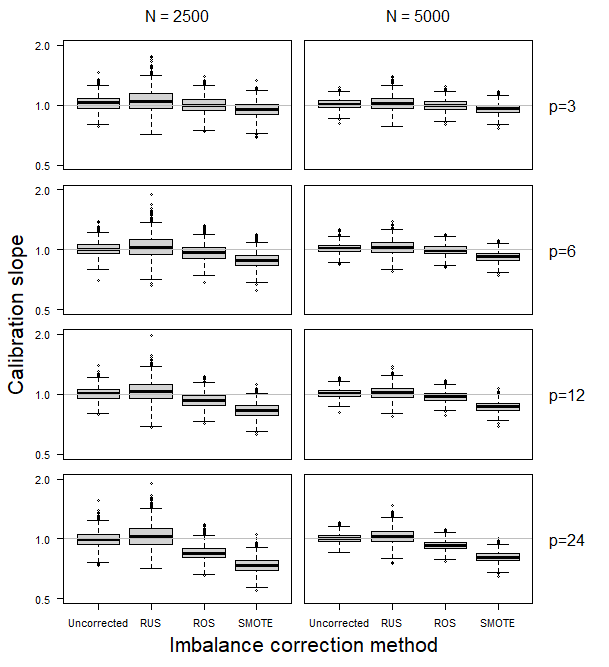 N = 2500 N = 5000
2.0
1.0 p=3
0.5
2.0
1.0 p=6
0.5
Calibration slope
2.0
1.0 p=12
0.5
2.0
1.0 p=24
0.5
Uncorrected RUS ROS SMOTE Uncorrected RUS ROS SMOTE
Imbalance correction method